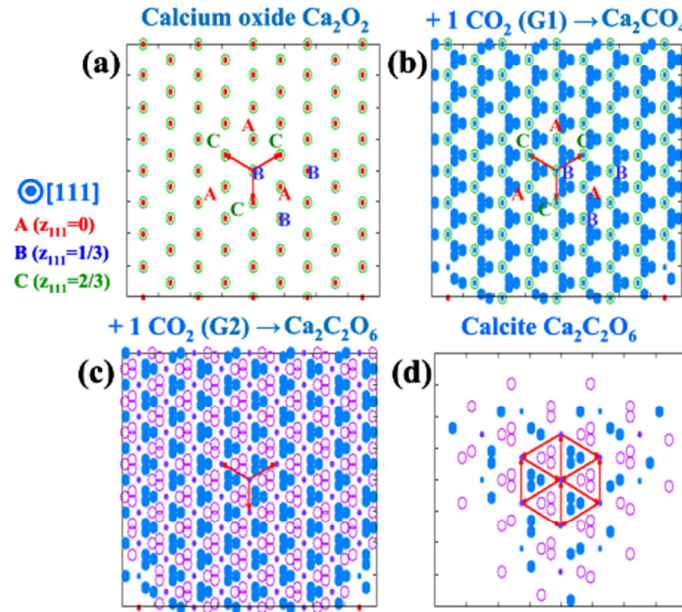 Calcium oxide Ca₂O₂
+ 1 CO₂ (G1) → Ca₂CO₄
(a)
(b)
A
C
C
B
B
A
A
C
B
A
C
C
B
B
A
A
C
B
[111]
A (z₁₁₁=0)
B (z₁₁₁=1/3)
C (z₁₁₁=2/3)
+ 1 CO₂ (G2) → Ca₂C₂O₆
Calcite Ca₂C₂O₆
(c)
(d)